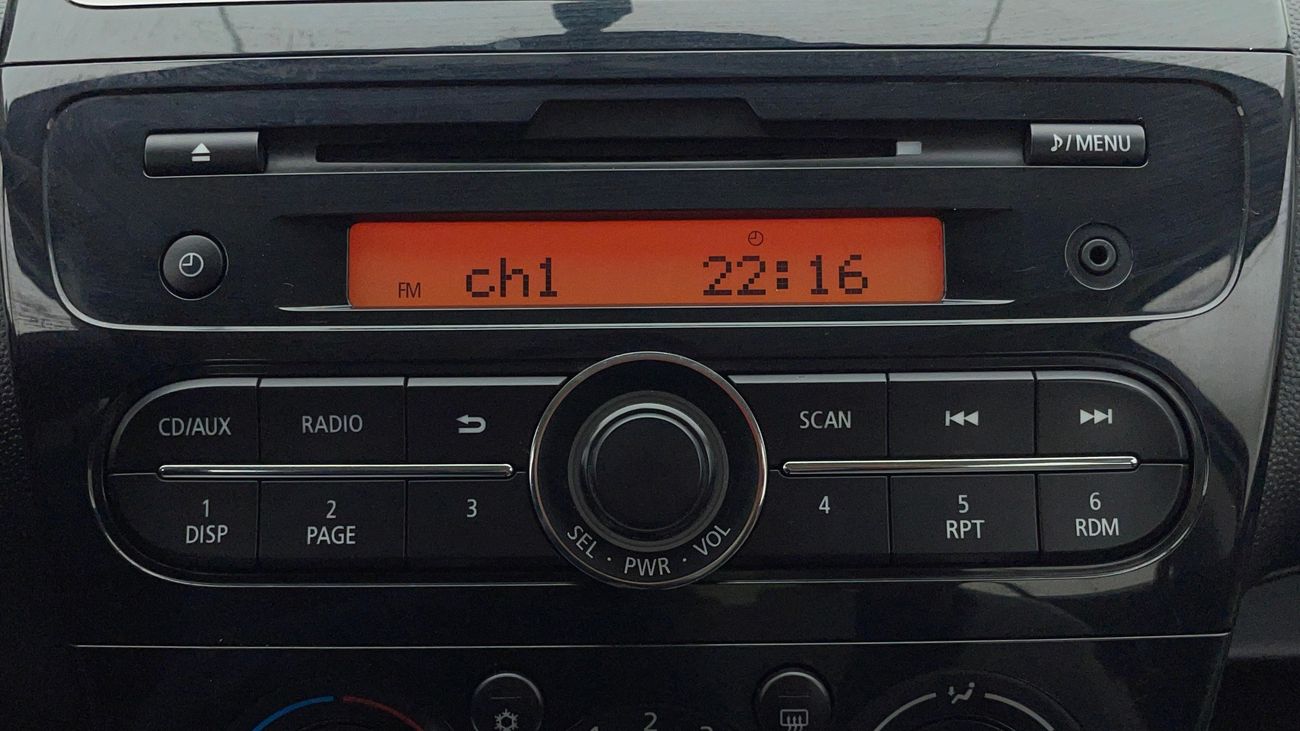 ♪/MENU
FM ch1 22:16
CD/AUX RADIO SCAN
1 2 3 4 5 6
DISP PAGE RPT RDM
SEL · PWR · VOL
2